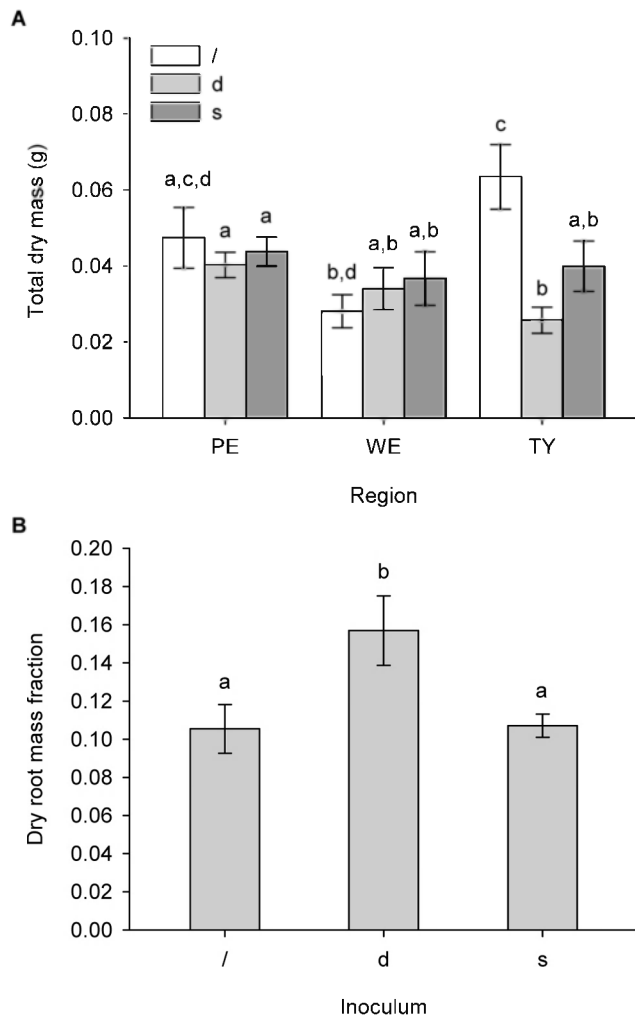 A
Total dry mass (g)
0.10
0.08
0.06
0.04
0.02
0.00
/
d
s
a,c,d
a
a
b,d
a,b
a,b
c
b
a,b
PE
WE
TY
Region
B
Dry root mass fraction
0.20
0.18
0.16
0.14
0.12
0.10
0.08
0.06
0.04
0.02
0.00
a
b
a
/
d
s
Inoculum